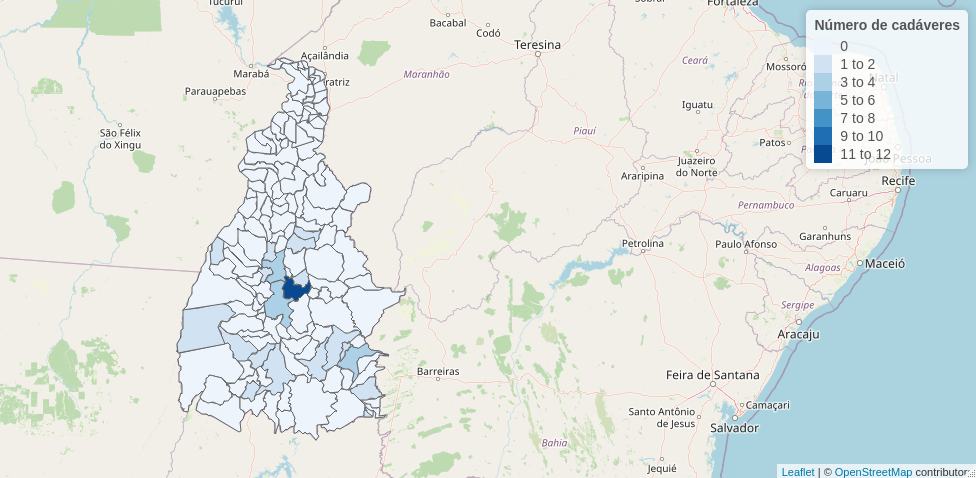 Tucuruí
Fortaleza
Número de cadáveres
0
1 to 2
3 to 4
5 to 6
7 to 8
9 to 10
11 to 12
Bacabal
Codó
Teresina
Açailândia
Marabá
ratriz
Maranhão
Ceará
Mossoró
Natal
Parauapebas
Iguatu
São Félix
do Xingu
Piauí
Patos
João Pessoa
Juazeiro
do Norte
Araripina
Recife
Caruaru
Pernambuco
Garanhuns
Petrolina
Paulo Afonso
Maceió
Alagoas
Sergipe
Aracaju
Barreiras
Feira de Santana
Camaçari
Santo Antônio
de Jesus
Salvador
Bahia
Jequié
Leaflet | © OpenStreetMap contributors